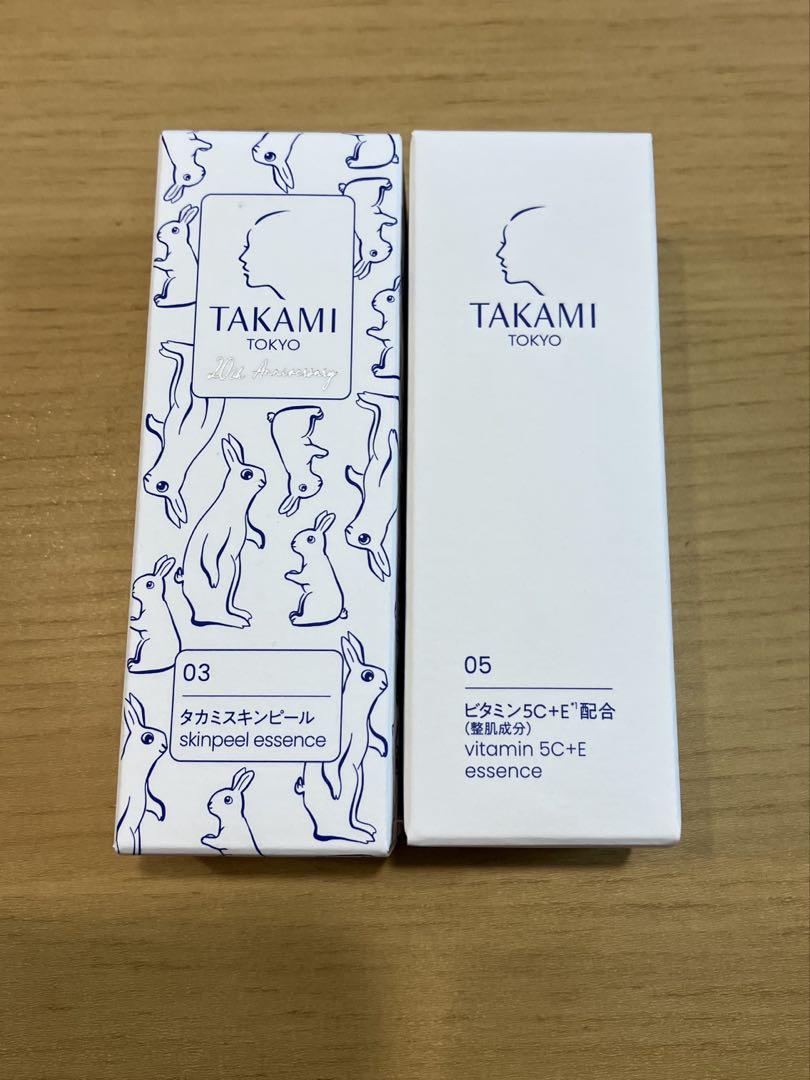 TAKAMI
TOKYO
20th Anniversary
03
タカミスキンピール
skinpeel essence
TAKAMI
TOKYO
05
ビタミン5C+E*1配合
(整肌成分)
vitamin 5C+E
essence